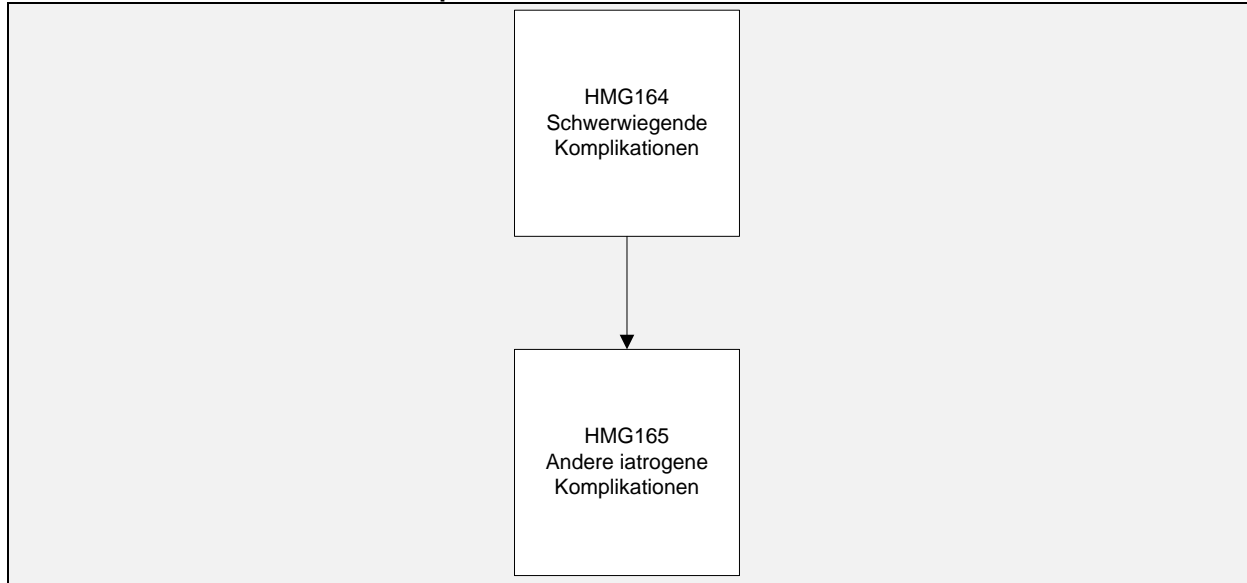 HMG164
Schwerwiegende
Komplikationen
HMG165
Andere iatrogene
Komplikationen